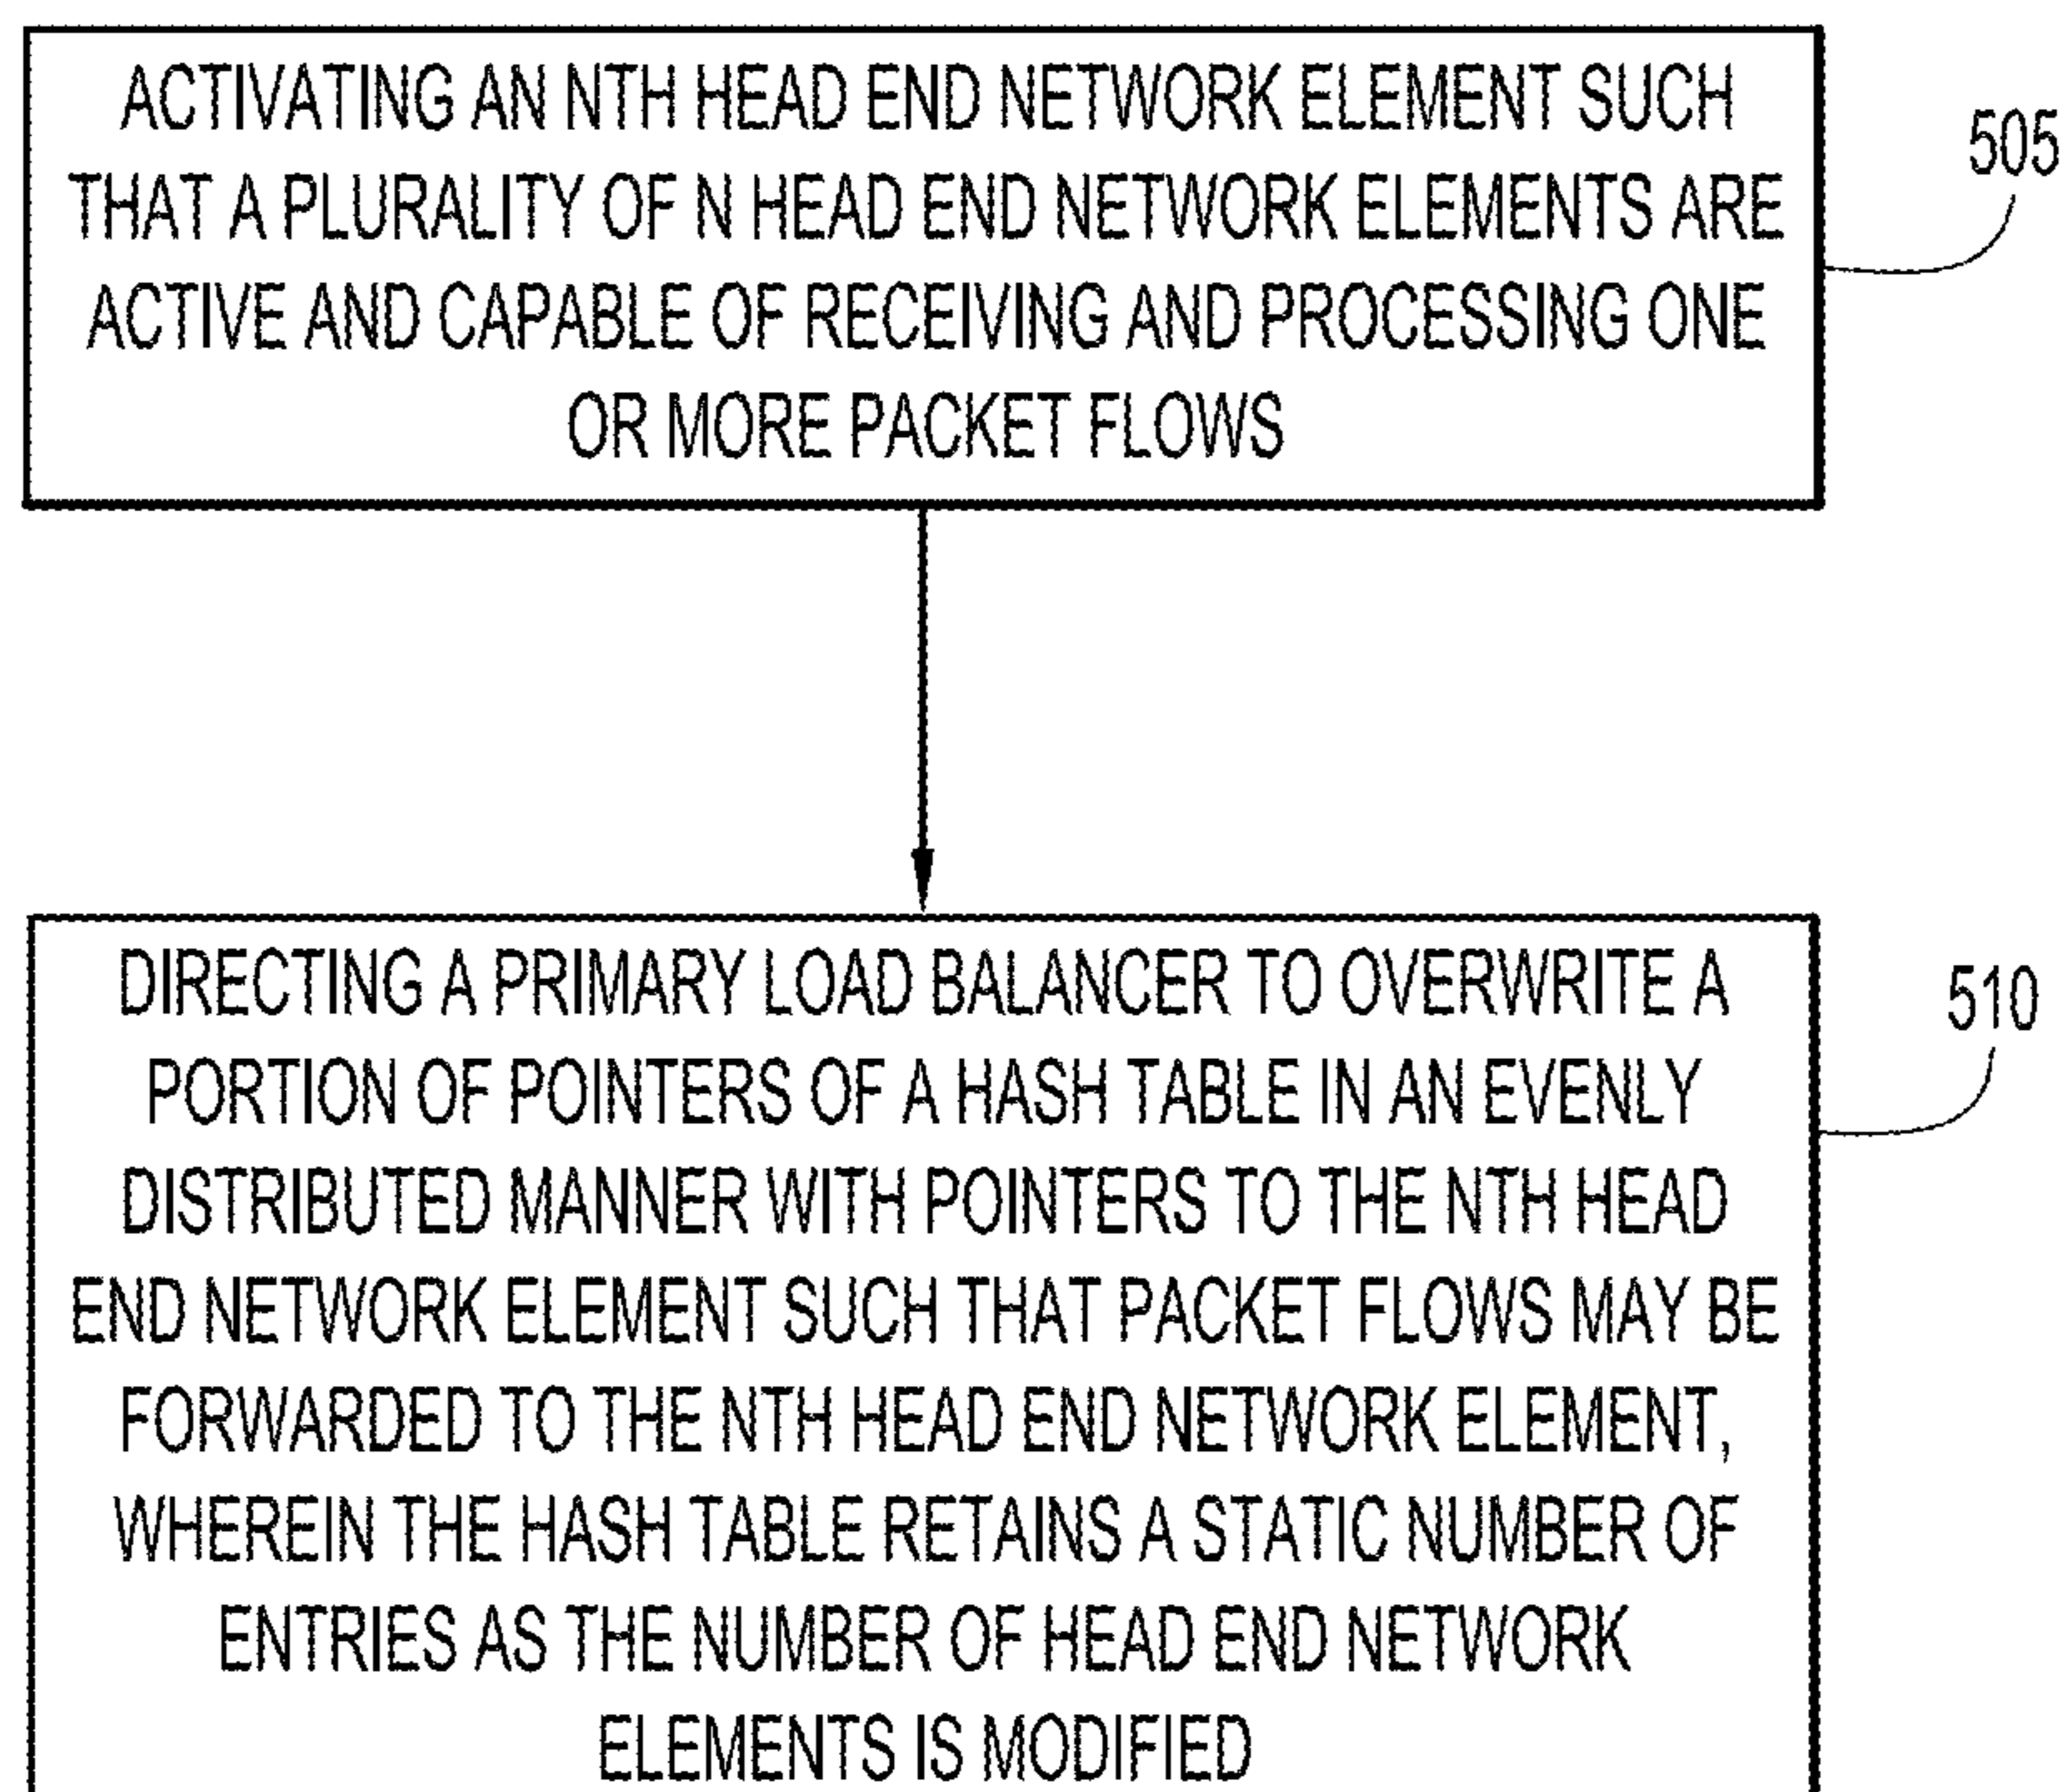 ACTIVATING AN NTH HEAD END NETWORK ELEMENT SUCH
THAT A PLURALITY OF N HEAD END NETWORK ELEMENTS ARE
ACTIVE AND CAPABLE OF RECEIVING AND PROCESSING ONE
OR MORE PACKET FLOWS
505
DIRECTING A PRIMARY LOAD BALANCER TO OVERWRITE A
PORTION OF POINTERS OF A HASH TABLE IN AN EVENLY
DISTRIBUTED MANNER WITH POINTERS TO THE NTH HEAD
END NETWORK ELEMENT SUCH THAT PACKET FLOWS MAY BE
FORWARDED TO THE NTH HEAD END NETWORK ELEMENT,
WHEREIN THE HASH TABLE RETAINS A STATIC NUMBER OF
ENTRIES AS THE NUMBER OF HEAD END NETWORK
ELEMENTS IS MODIFIED
510